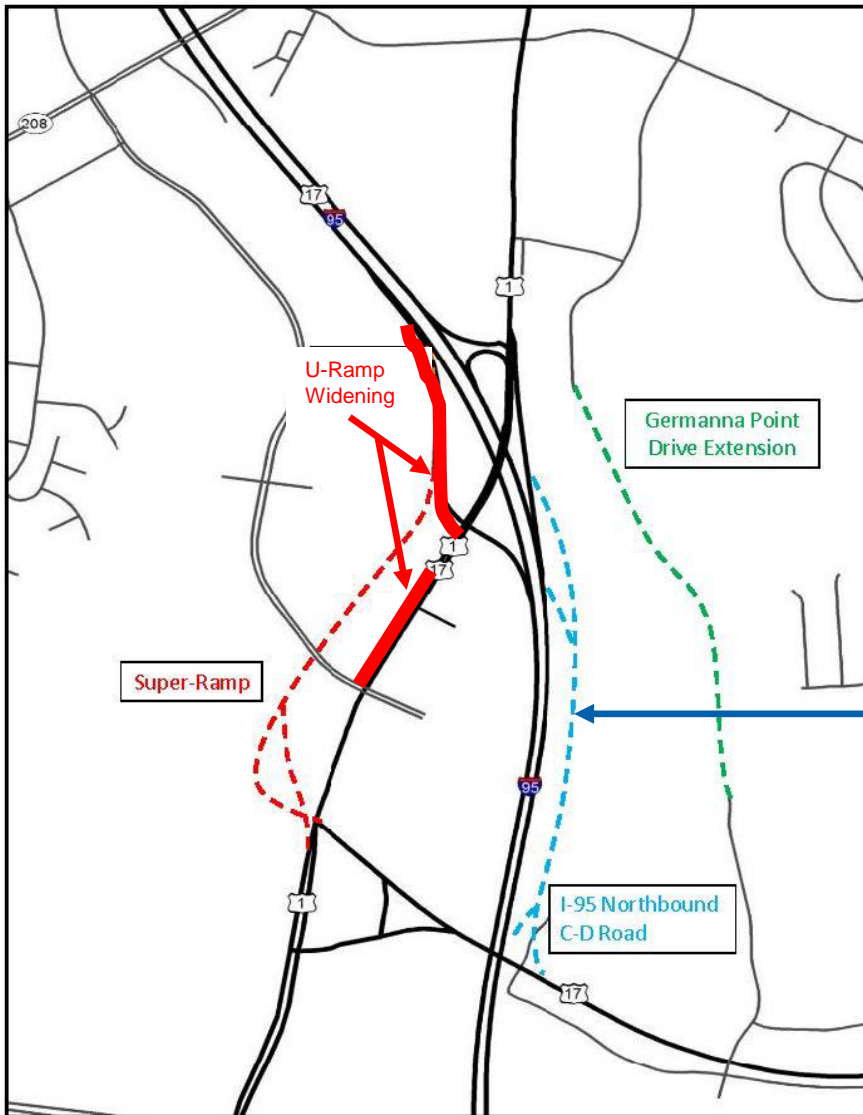 208
17
95
1
U-Ramp
Widening
Germanna Point
Drive Extension
1
17
Super-Ramp
95
1
I-95 Northbound
C-D Road
17